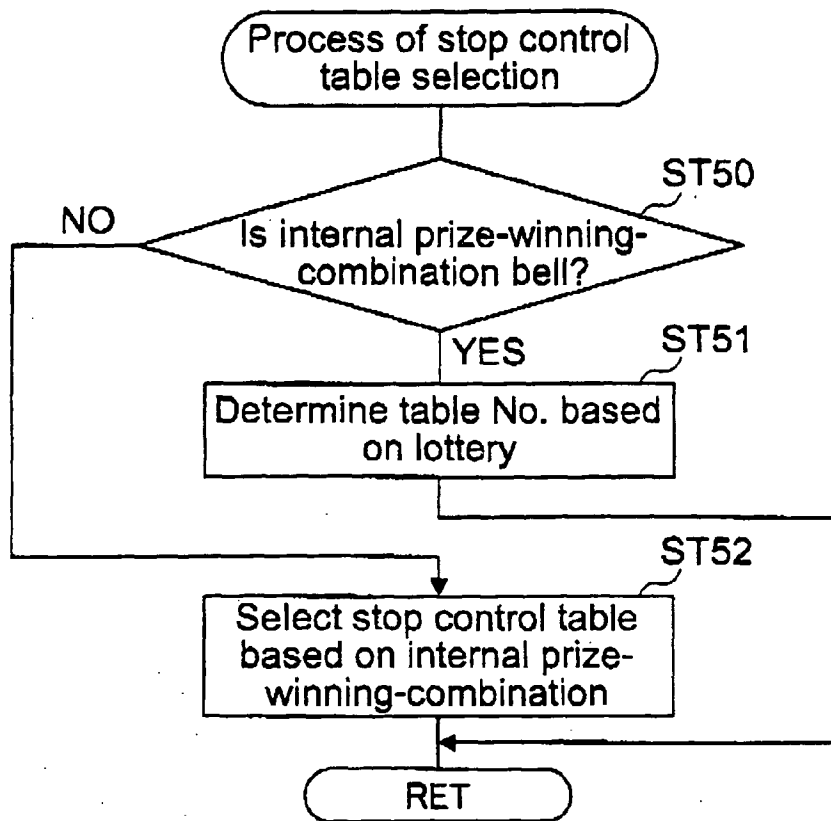 Process of stop control
table selection
ST50
NO
Is internal prize-winning-
combination bell?
YES
ST51
Determine table No. based
on lottery
ST52
Select stop control table
based on internal prize-
winning-combination
RET